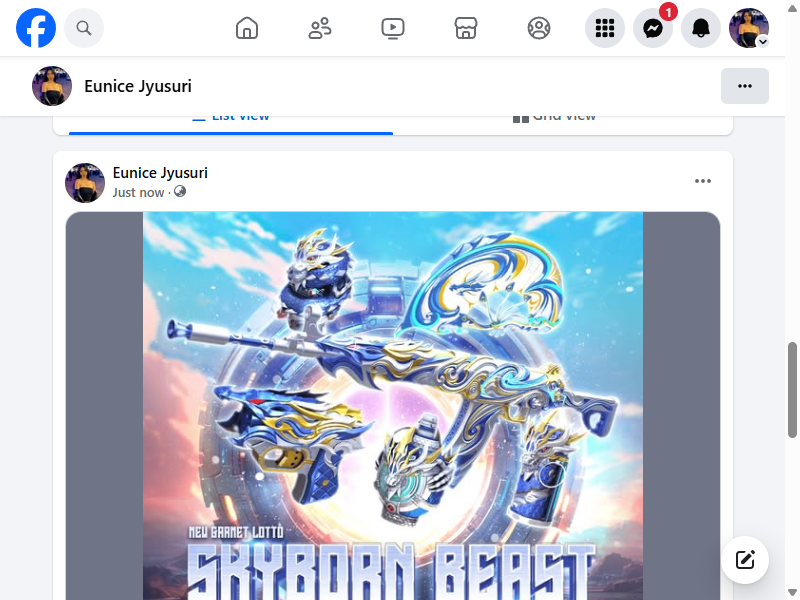 1
Eunice Jyusuri
List view
Grid view
Eunice Jyusuri
Just now ·
NEW GARNET LOTTO
SKYBORN BEAST